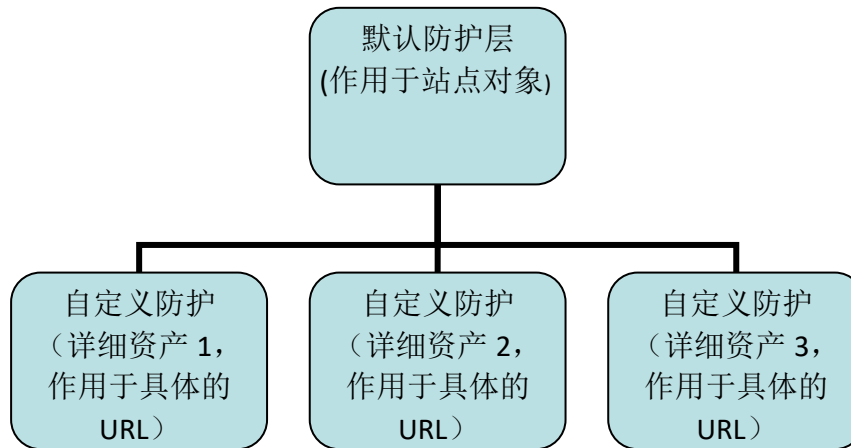 默认防护层
(作用于站点对象)
自定义防护
（详细资产 1，
作用于具体的
URL）
自定义防护
（详细资产 2，
作用于具体的
URL）
自定义防护
（详细资产 3，
作用于具体的
URL）